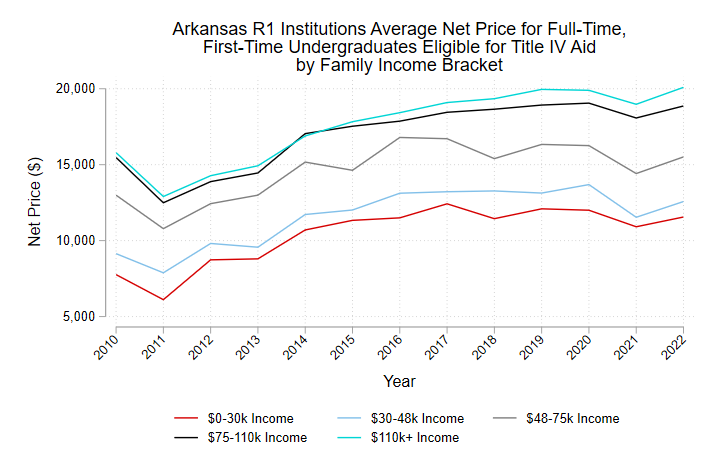 Arkansas R1 Institutions Average Net Price for Full-Time,
First-Time Undergraduates Eligible for Title IV Aid
by Family Income Bracket
Net Price ($)
20,000
15,000
10,000
5,000
2010 2011 2012 2013 2014 2015 2016 2017 2018 2019 2020 2021 2022
Year
$0-30k Income $30-48k Income $48-75k Income
$75-110k Income $110k+ Income